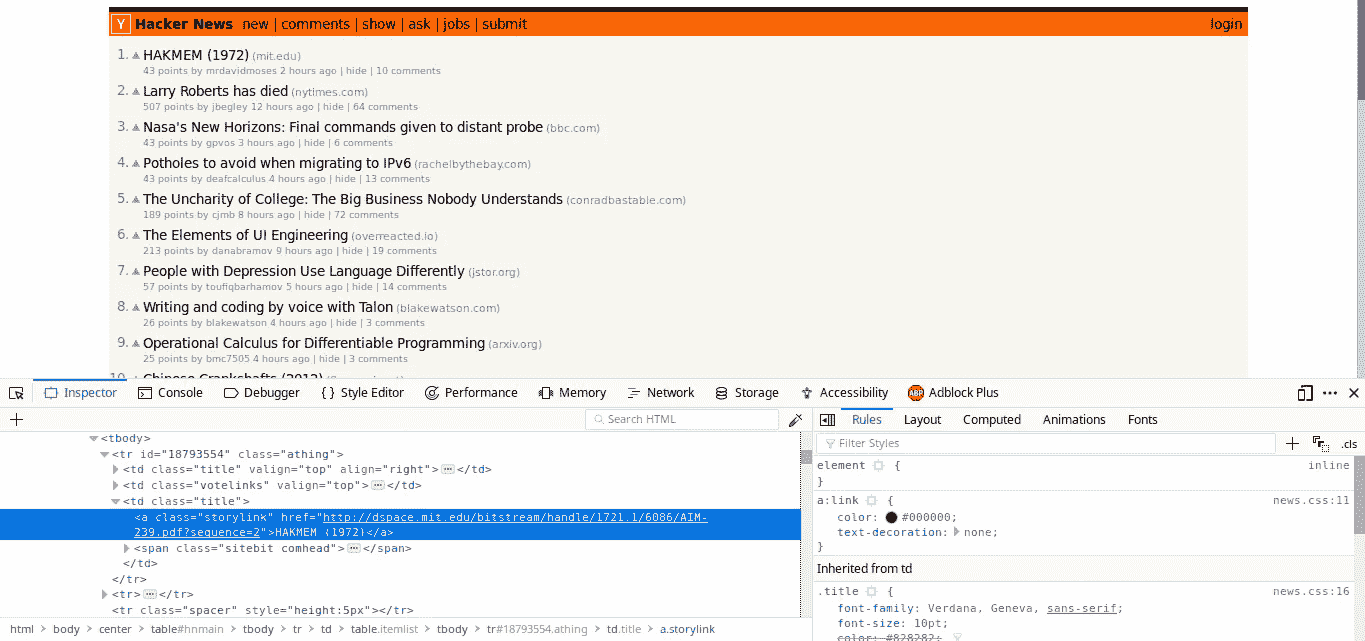 Y Hacker News new | comments | show | ask | jobs | submit login
1. HAKMEM (1972) (mit.edu)
43 points by mrdavidmoses 2 hours ago | hide | 10 comments
2. Larry Roberts has died (nytimes.com)
507 points by jbegley 12 hours ago | hide | 64 comments
3. Nasa's New Horizons: Final commands given to distant probe (bbc.com)
43 points by gpvos 3 hours ago | hide | 6 comments
4. Potholes to avoid when migrating to IPv6 (rachelbythebay.com)
43 points by deafcalculus 4 hours ago | hide | 13 comments
5. The Uncharity of College: The Big Business Nobody Understands (conradbastable.com)
189 points by cjmb 8 hours ago | hide | 72 comments
6. The Elements of UI Engineering (overreacted.io)
213 points by danabramov 9 hours ago | hide | 19 comments
7. People with Depression Use Language Differently (jstor.org)
57 points by toufiqbarhamov 5 hours ago | hide | 14 comments
8. Writing and coding by voice with Talon (blakewatson.com)
26 points by blakewatson 4 hours ago | hide | 3 comments
9. Operational Calculus for Differentiable Programming (arxiv.org)
25 points by bmc7505 4 hours ago | hide | 3 comments
10. Chinese Crankshafts (2012)
Inspector Console Debugger {} Style Editor Performance Memory Network Storage Accessibility ABP Adblock Plus
+ Search HTML Rules Layout Computed Animations Fonts
Filter Styles + .cls
<tbody>
<tr id="18793554" class="athing">
<td class="title" valign="top" align="right"> </td>
<td class="votelinks" valign="top"> </td>
<td class="title">
<a class="storylink" href="http://dspace.mit.edu/bitstream/handle/1721.1/6086/AIM-
239.pdf?sequence=2">HAKMEM (1972)</a>
<span class="sitebit comhead"> </span>
</td>
</tr>
<tr> </tr>
<tr class="spacer" style="height:5px"></tr>
html > body > center > table#hnmain > tbody > tr > td > table.itemlist > tbody > tr#18793554.athing > td.title > a.storylink
element { inline
}
a:link { news.css:11
color: #000000;
text-decoration: none;
}
Inherited from td
.title { news.css:16
font-family: Verdana, Geneva, sans-serif;
font-size: 10pt;
color: #828282;